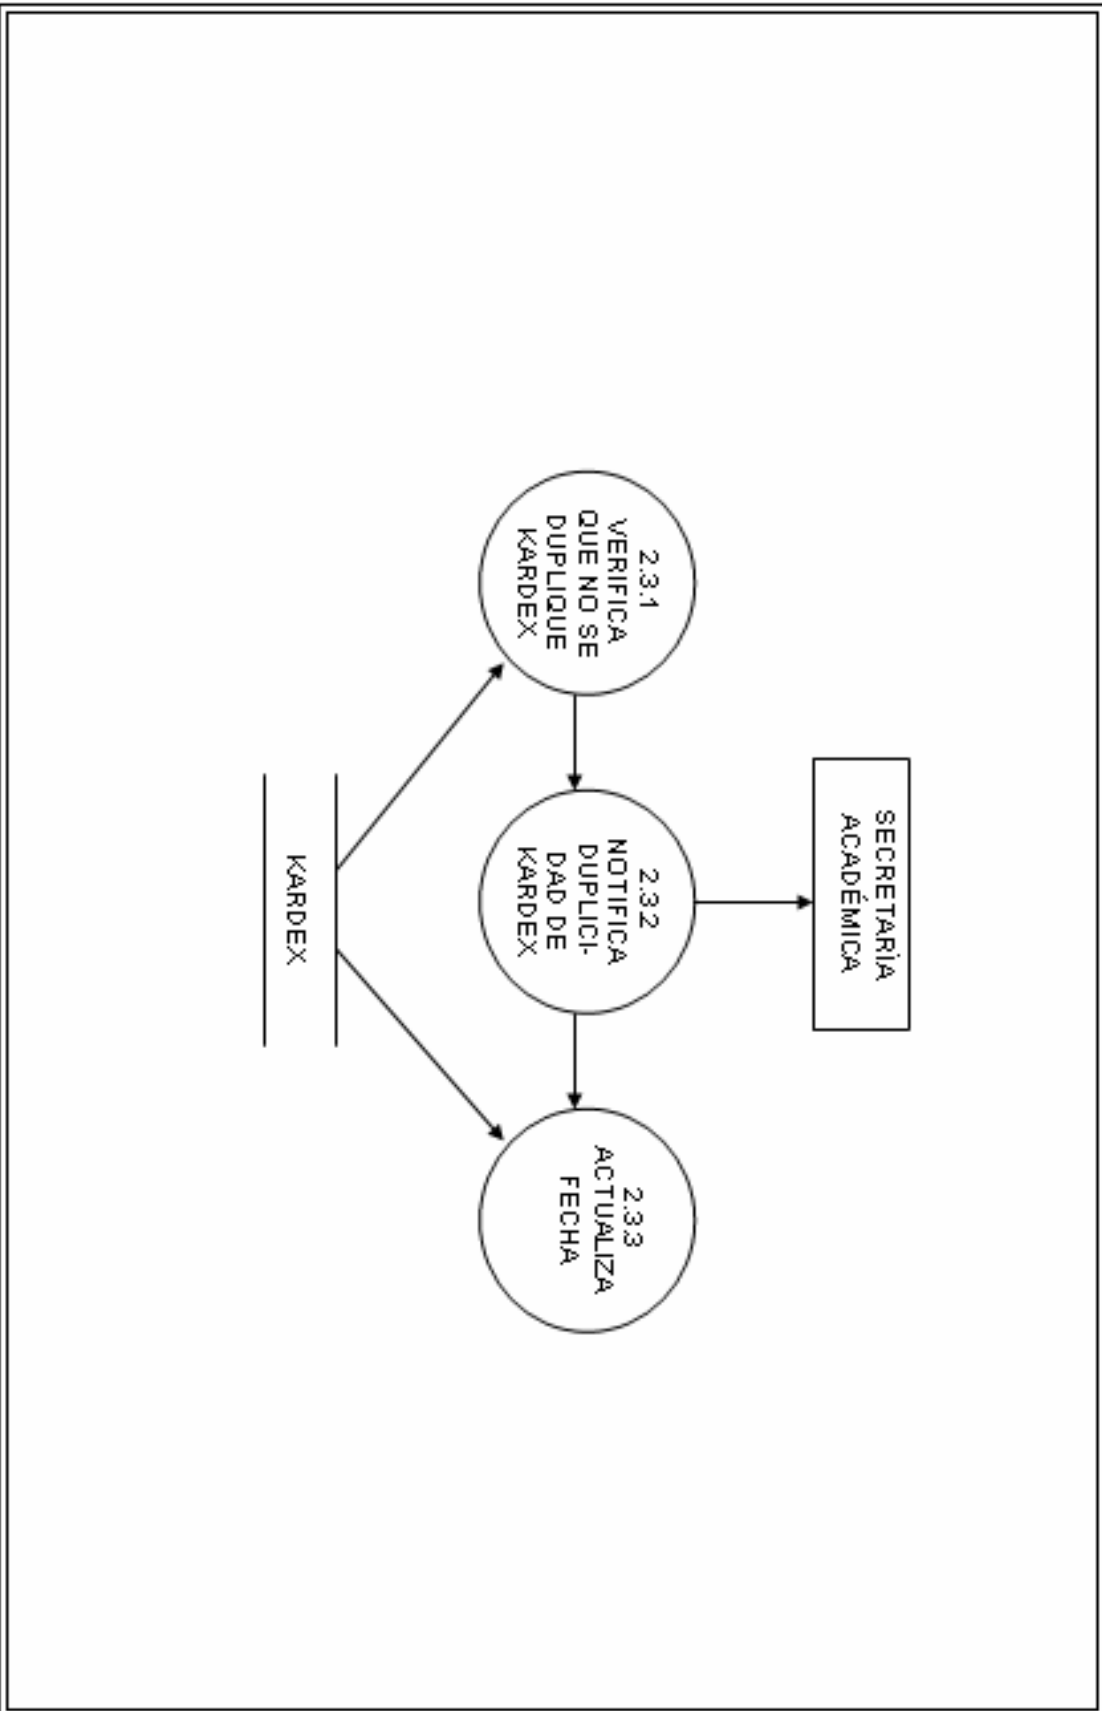 SECRETARÌA
ACADÉMICA
2.3.1
VERIFICA
QUE NO SE
DUPLIQUE
KARDEX
2.3.2
NOTIFICA
DUPLICI-
DAD DE
KARDEX
2.3.3
ACTUALIZA
FECHA
KARDEX